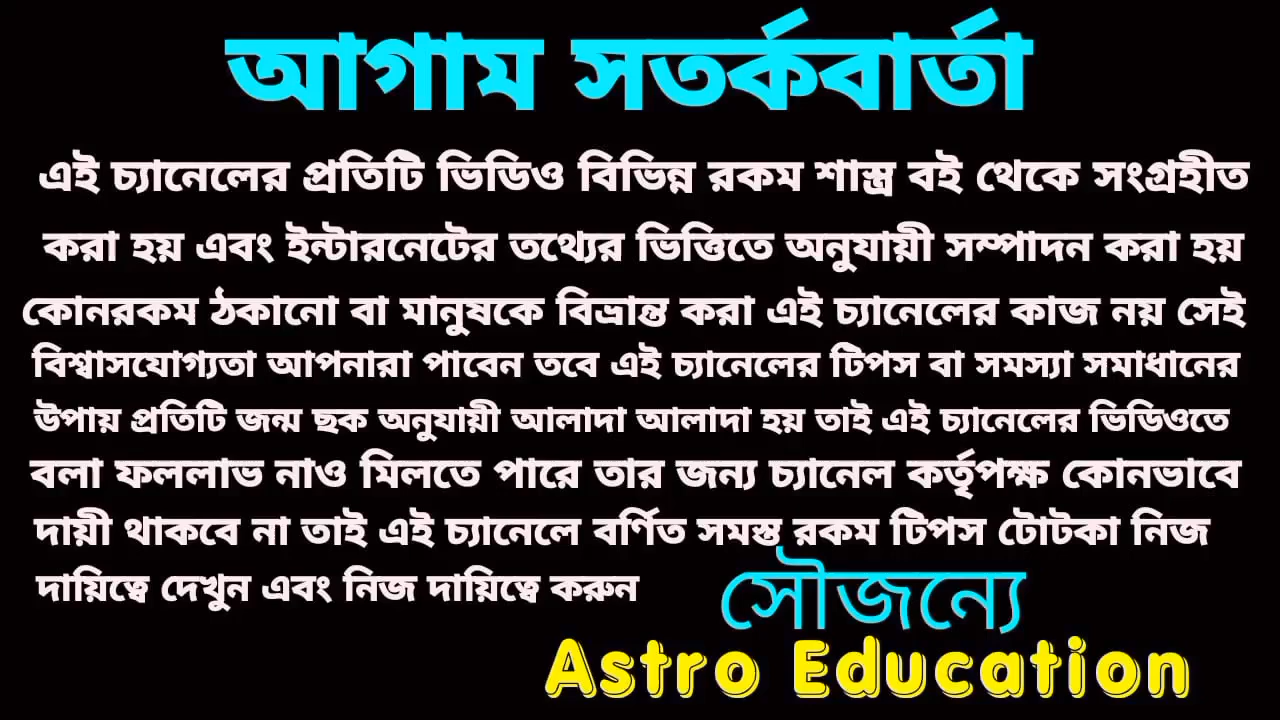 আগাম সতর্কবার্তা
এই চ্যানেলের প্রতিটি ভিডিও বিভিন্ন রকম শাস্ত্র বই থেকে সংগ্রহীত
করা হয় এবং ইন্টারনেটের তথ্যের ভিত্তিতে অনুযায়ী সম্পাদন করা হয়
কোনরকম ঠকানো বা মানুষকে বিভ্রান্ত করা এই চ্যানেলের কাজ নয় সেই
বিশ্বাসযোগ্যতা আপনারা পাবেন তবে এই চ্যানেলের টিপস বা সমস্যা সমাধানের
উপায় প্রতিটি জন্ম ছক অনুযায়ী আলাদা আলাদা হয় তাই এই চ্যানেলের ভিডিওতে
বলা ফললাভ নাও মিলতে পারে তার জন্য চ্যানেল কর্তৃপক্ষ কোনভাবে
দায়ী থাকবে না তাই এই চ্যানেলে বর্ণিত সমস্ত রকম টিপস টোটকা নিজ
দায়িত্বে দেখুন এবং নিজ দায়িত্বে করুন
সৌজন্যে
Astro Education